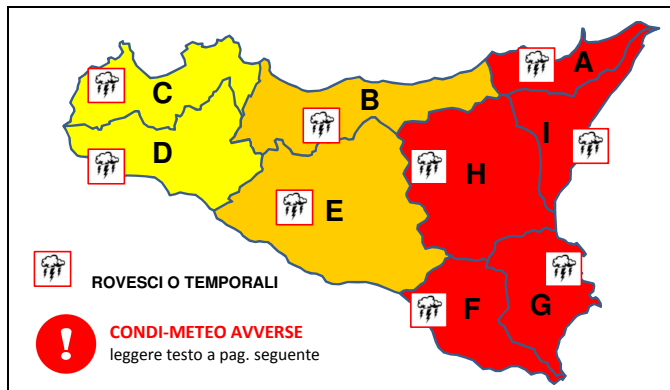 A
B
C
I
D
H
E
ROVESCI O TEMPORALI
F
G
CONDI-METEO AVVERSE
leggere testo a pag. seguente